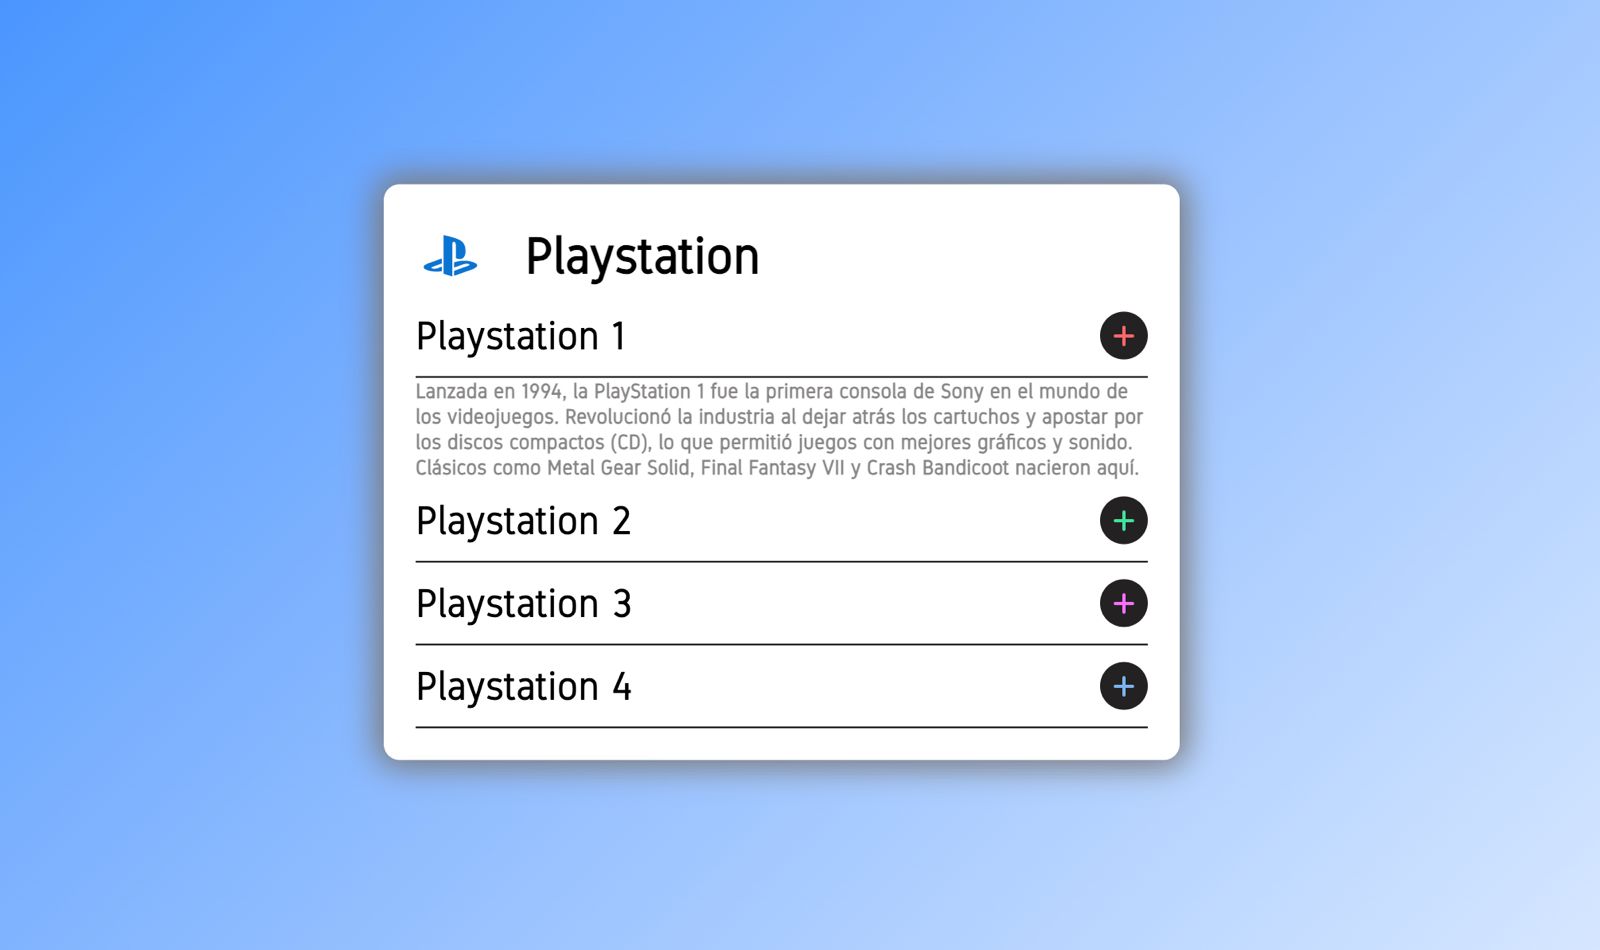 Playstation
Playstation 1
Lanzada en 1994, la PlayStation 1 fue la primera consola de Sony en el mundo de
los videojuegos. Revolucionó la industria al dejar atrás los cartuchos y apostar por
los discos compactos (CD), lo que permitió juegos con mejores gráficos y sonido.
Clásicos como Metal Gear Solid, Final Fantasy VII y Crash Bandicoot nacieron aquí.
Playstation 2
Playstation 3
Playstation 4